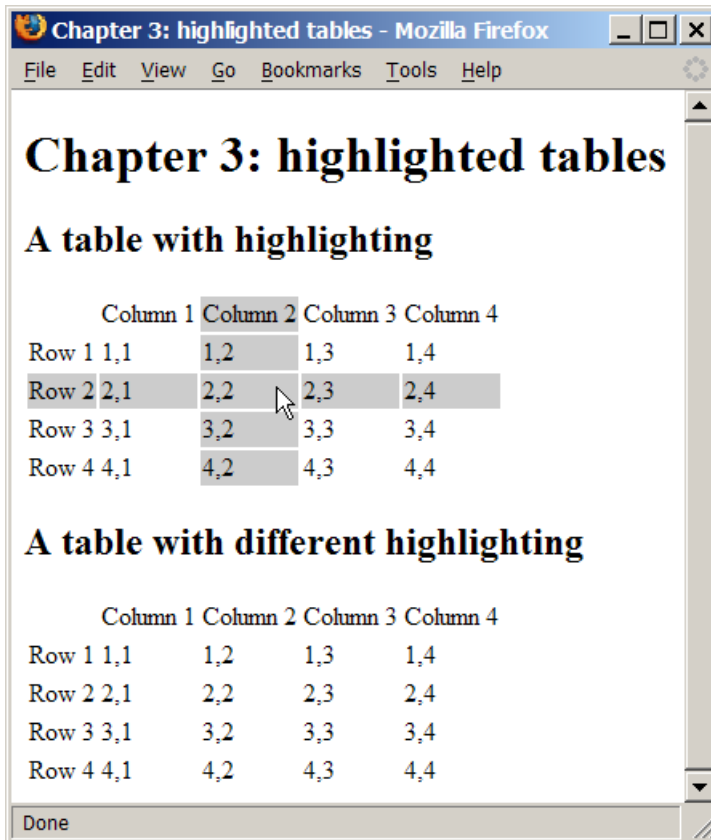 Chapter 3: highlighted tables - Mozilla Firefox
File Edit View Go Bookmarks Tools Help
Chapter 3: highlighted tables
A table with highlighting
Column 1 Column 2 Column 3 Column 4
Row 1 1,1 1,2 1,3 1,4
Row 2 2,1 2,2 2,3 2,4
Row 3 3,1 3,2 3,3 3,4
Row 4 4,1 4,2 4,3 4,4
A table with different highlighting
Column 1 Column 2 Column 3 Column 4
Row 1 1,1 1,2 1,3 1,4
Row 2 2,1 2,2 2,3 2,4
Row 3 3,1 3,2 3,3 3,4
Row 4 4,1 4,2 4,3 4,4
Done